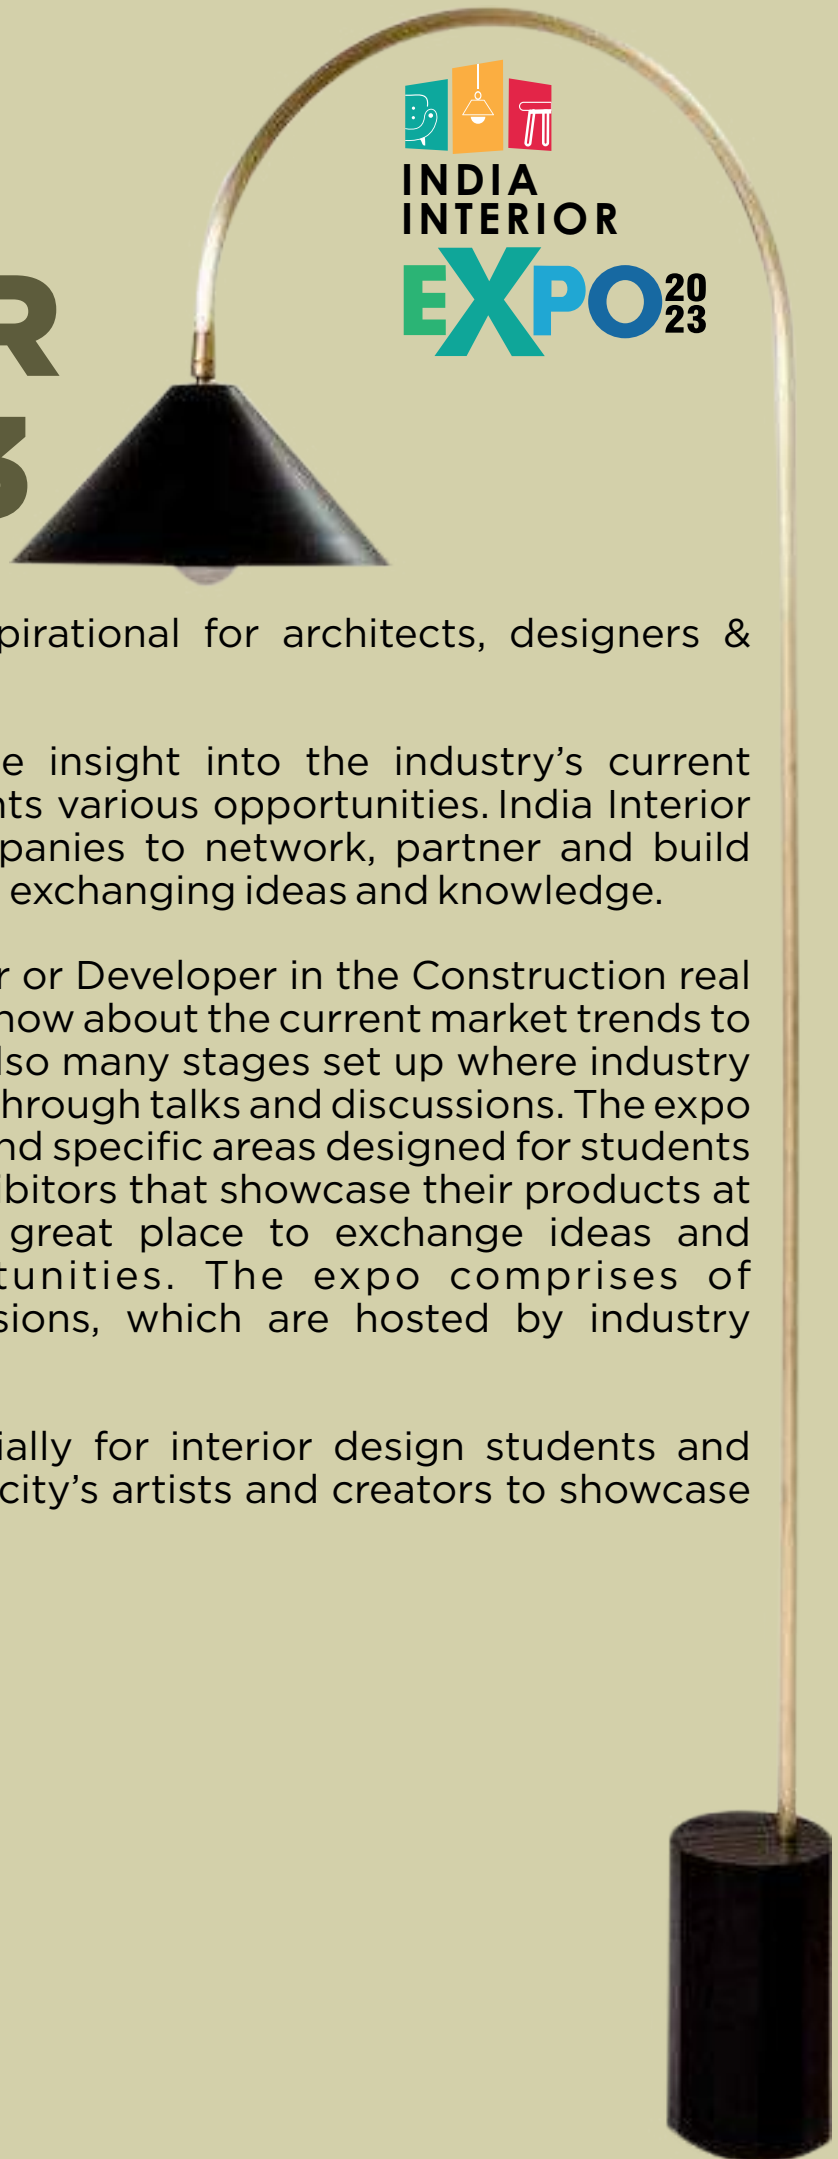 INDIA
INTERIOR
EXPO 20
23
R
3
pirational for architects, designers &
e insight into the industry’s current
nts various opportunities. India Interior
panies to network, partner and build
exchanging ideas and knowledge.
r or Developer in the Construction real
now about the current market trends to
lso many stages set up where industry
hrough talks and discussions. The expo
nd specific areas designed for students
ibitors that showcase their products at
great place to exchange ideas and
tunities. The expo comprises of
sions, which are hosted by industry
ially for interior design students and
city’s artists and creators to showcase